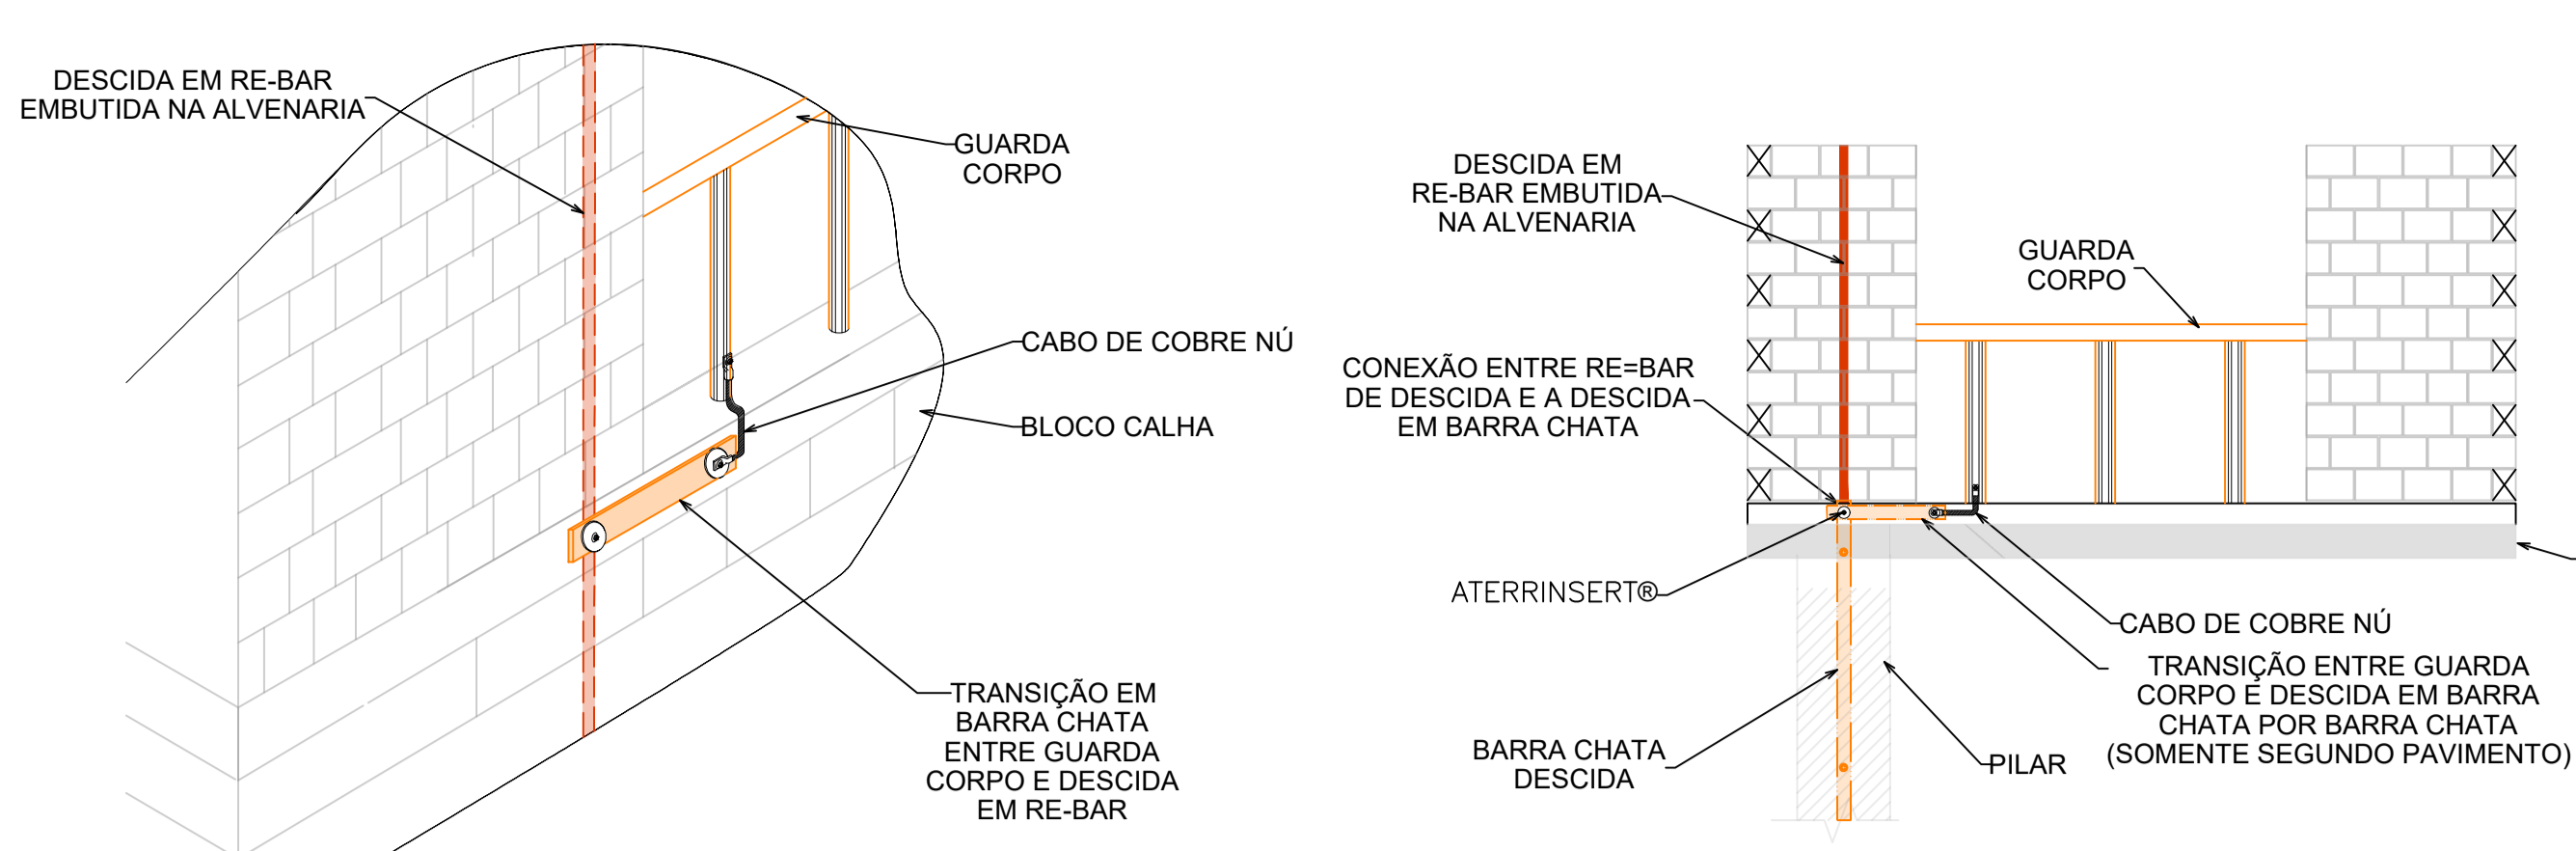 DESCIDA EM RE-BAR
EMBUTIDA NA ALVENARIA
GUARDA
CORPO
CABO DE COBRE NÚ
BLOCO CALHA
TRANSIÇÃO EM
BARRA CHATA
ENTRE GUARDA
CORPO E DESCIDA
EM RE-BAR
DESCIDA EM
RE-BAR EMBUTIDA
NA ALVENARIA
GUARDA
CORPO
CONEXÃO ENTRE RE=BAR
DE DESCIDA E A DESCIDA
EM BARRA CHATA
ATERRINSERT®
CABO DE COBRE NÚ
TRANSIÇÃO ENTRE GUARDA
CORPO E DESCIDA EM BARRA
CHATA POR BARRA CHATA
(SOMENTE SEGUNDO PAVIMENTO)
BARRA CHATA
DESCIDA
PILAR